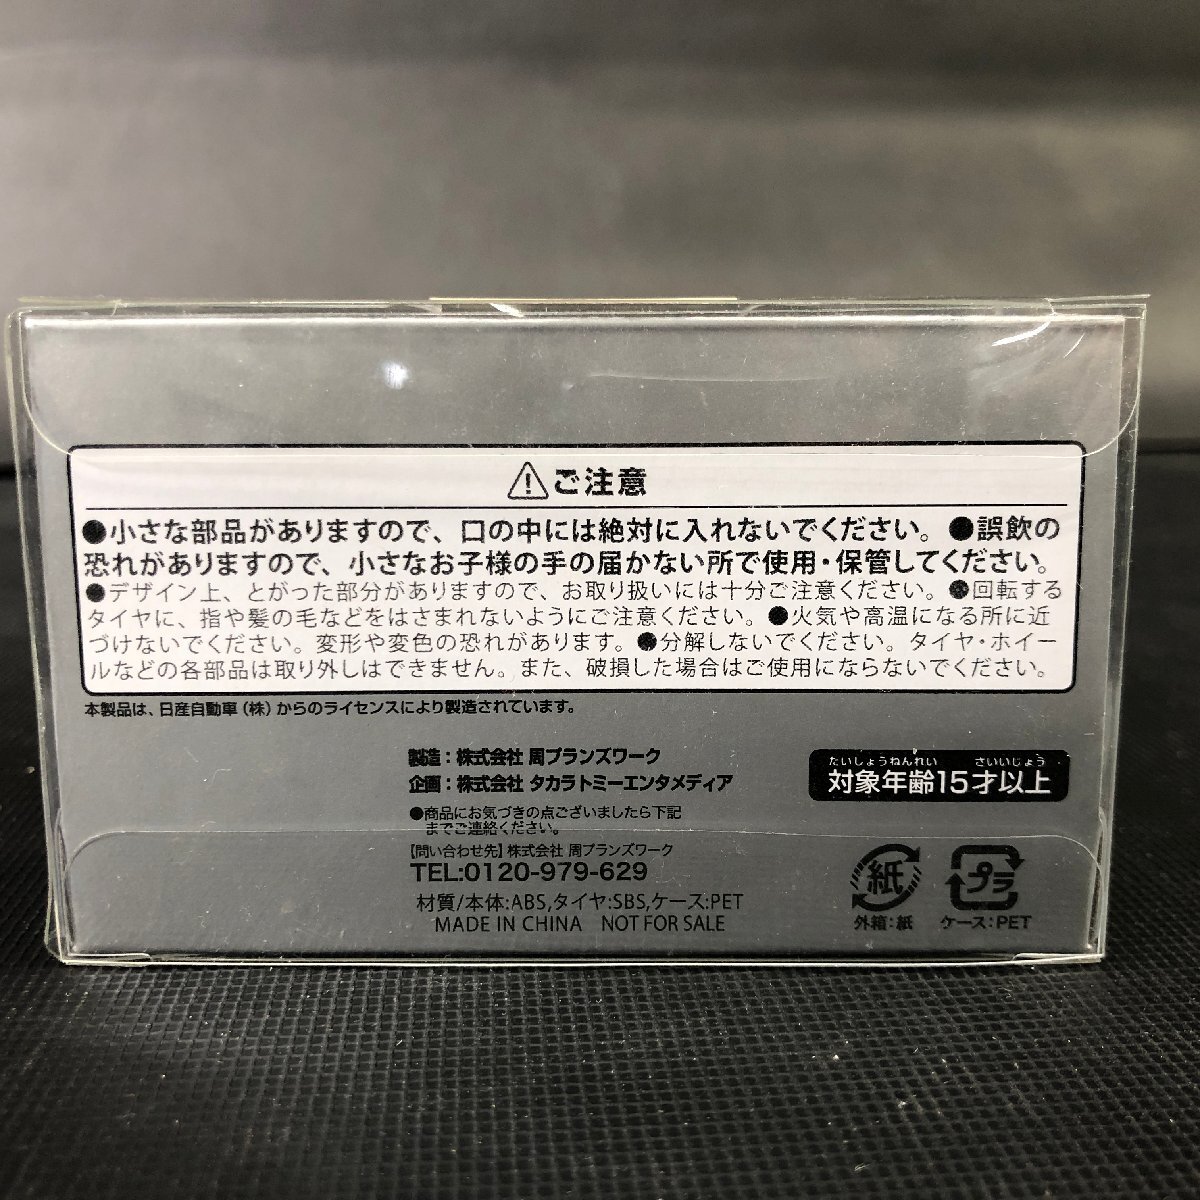 ご注意
●小さな部品がありますので、口の中には絶対に入れないでください。●誤飲の
恐れがありますので、小さなお子様の手の届かない所で使用・保管してください。
●デザイン上、とがった部分がありますので、お取り扱いには十分ご注意ください。●回転する
タイヤに、指や髪の毛などをはさまれないようにご注意ください。●火気や高温になる所に近
づけないでください。変形や変色の恐れがあります。●分解しないでください。タイヤ・ホイー
ルなどの各部品は取り外しはできません。また、破損した場合はご使用にならないでください。
本製品は、日産自動車(株)からのライセンスにより製造されています。
製造：株式会社 周プランズワーク
企画：株式会社 タカラトミーエンタメディア
●商品にお気づきの点ございましたら下記
までご連絡ください。
【問い合わせ先】株式会社 周プランズワーク
TEL:0120-979-629
材質/本体:ABS,タイヤ:SBS,ケース:PET
MADE IN CHINA NOT FOR SALE
たいしょうねんれい さいいじょう
対象年齢15才以上
紙
外箱：紙
プラ
ケース：PET